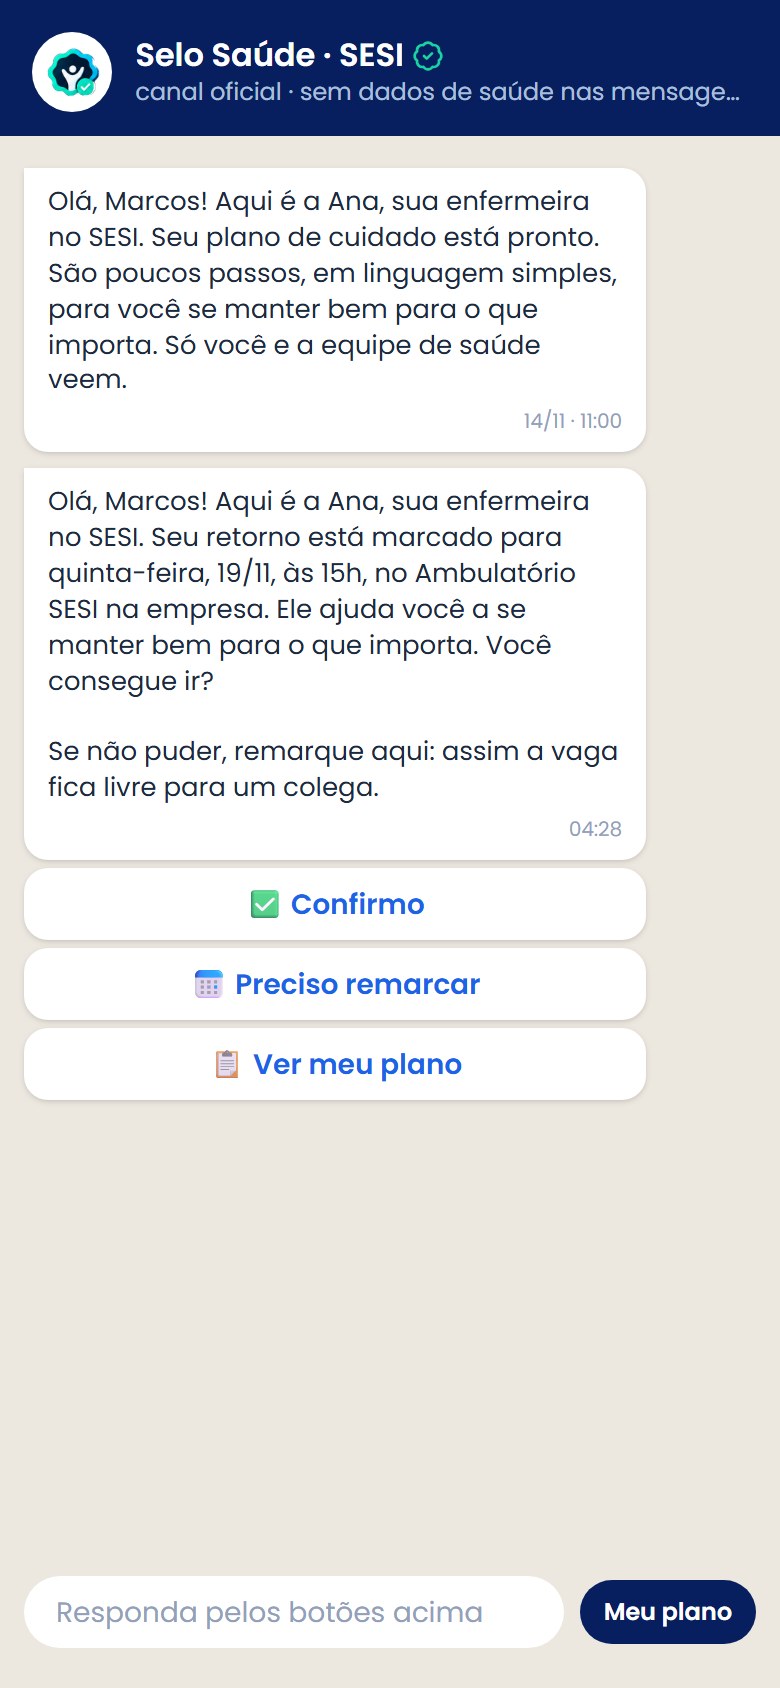 Selo Saúde · SESI
canal oficial · sem dados de saúde nas mensage...
Olá, Marcos! Aqui é a Ana, sua enfermeira
no SESI. Seu plano de cuidado está pronto.
São poucos passos, em linguagem simples,
para você se manter bem para o que
importa. Só você e a equipe de saúde
veem.
14/11 · 11:00
Olá, Marcos! Aqui é a Ana, sua enfermeira
no SESI. Seu retorno está marcado para
quinta-feira, 19/11, às 15h, no Ambulatório
SESI na empresa. Ele ajuda você a se
manter bem para o que importa. Você
consegue ir?
Se não puder, remarque aqui: assim a vaga
fica livre para um colega.
04:28
Confirmo
Preciso remarcar
Ver meu plano
Responda pelos botões acima
Meu plano